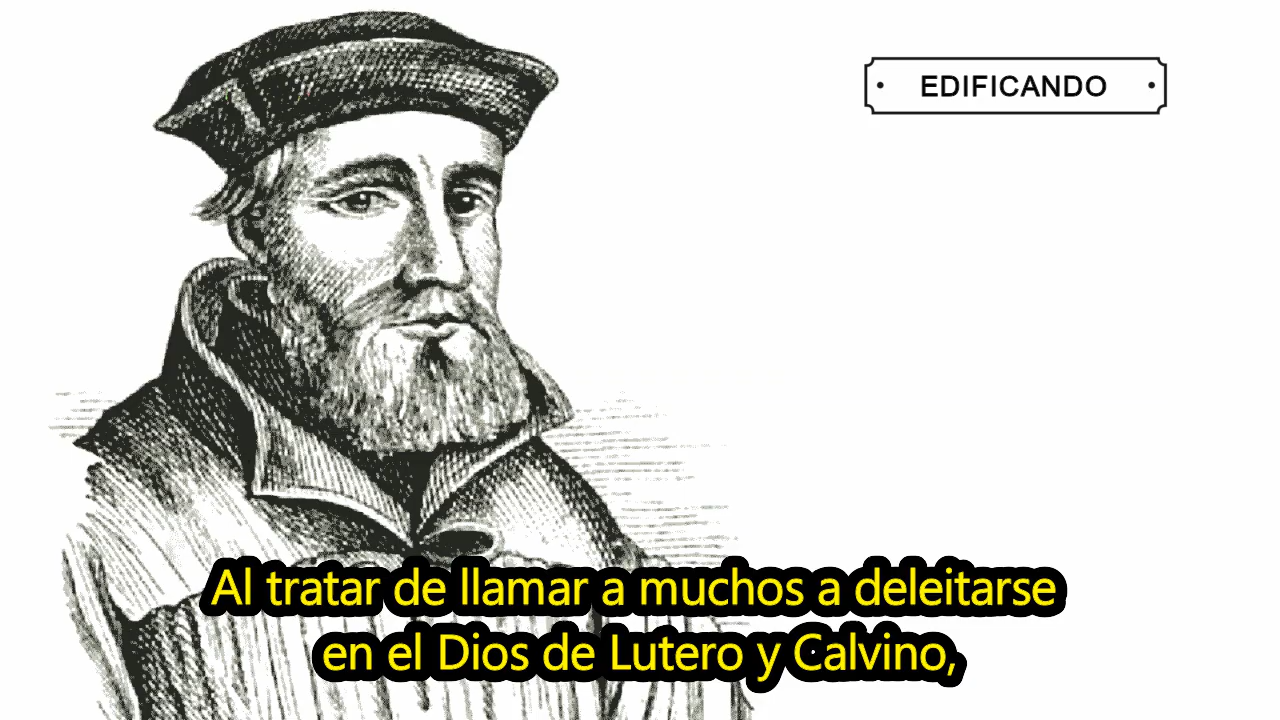 EDIFICANDO
Al tratar de llamar a muchos a deleitarse
en el Dios de Lutero y Calvino,